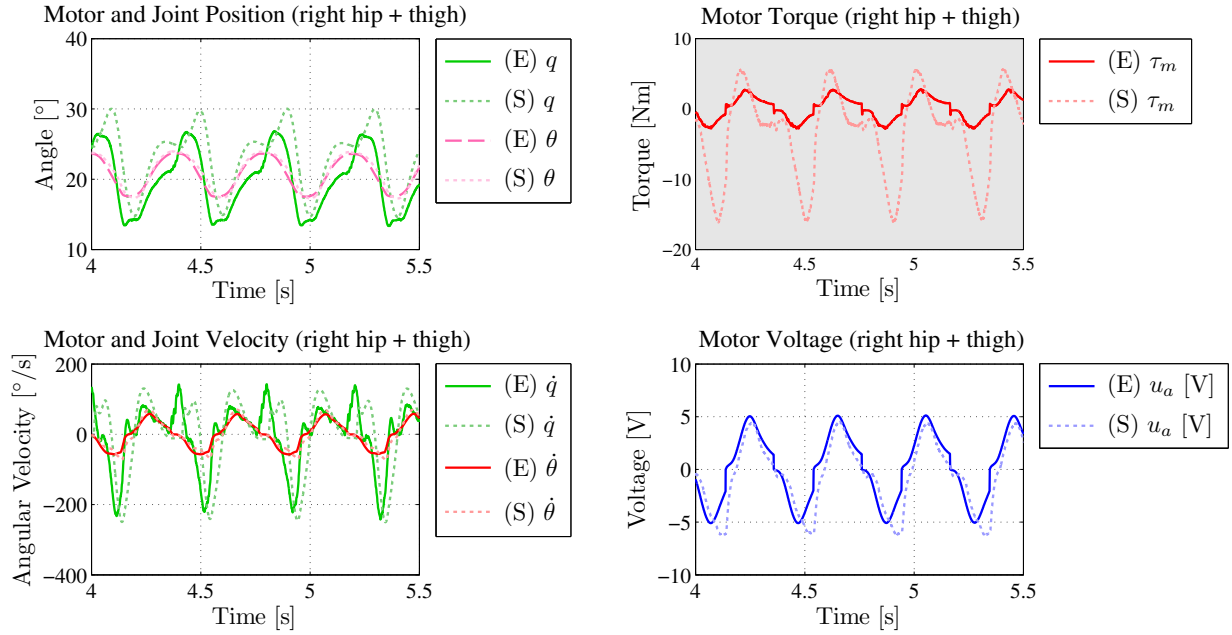 Motor and Joint Position (right hip + thigh)
40
30
20
10
Angle [°]
4
4.5
5
5.5
Time [s]
(E) q
(S) q
(E) θ
(S) θ
Motor Torque (right hip + thigh)
10
0
−10
−20
Torque [Nm]
4
4.5
5
5.5
Time [s]
(E) τm
(S) τm
Motor and Joint Velocity (right hip + thigh)
200
0
−200
−400
Angular Velocity [°/s]
4
4.5
5
5.5
Time [s]
(E) q̇
(S) q̇
(E) θ̇
(S) θ̇
Motor Voltage (right hip + thigh)
10
5
0
−5
−10
Voltage [V]
4
4.5
5
5.5
Time [s]
(E) ua [V]
(S) ua [V]